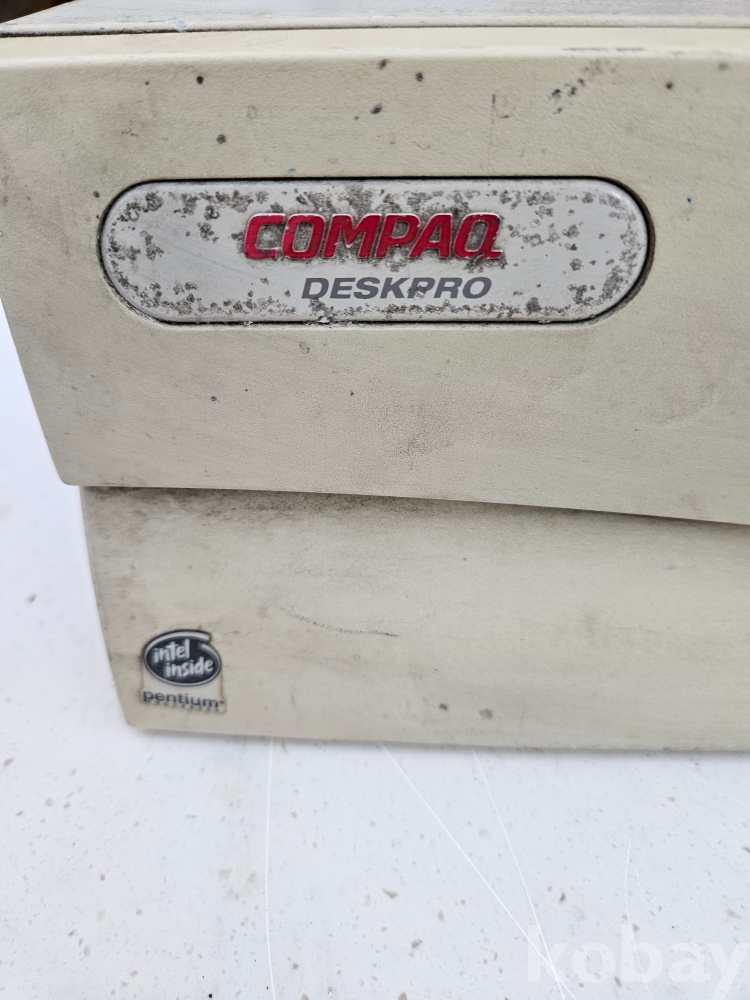 COMPAQ
DESKPRO
intel
inside
pentium®
kobay